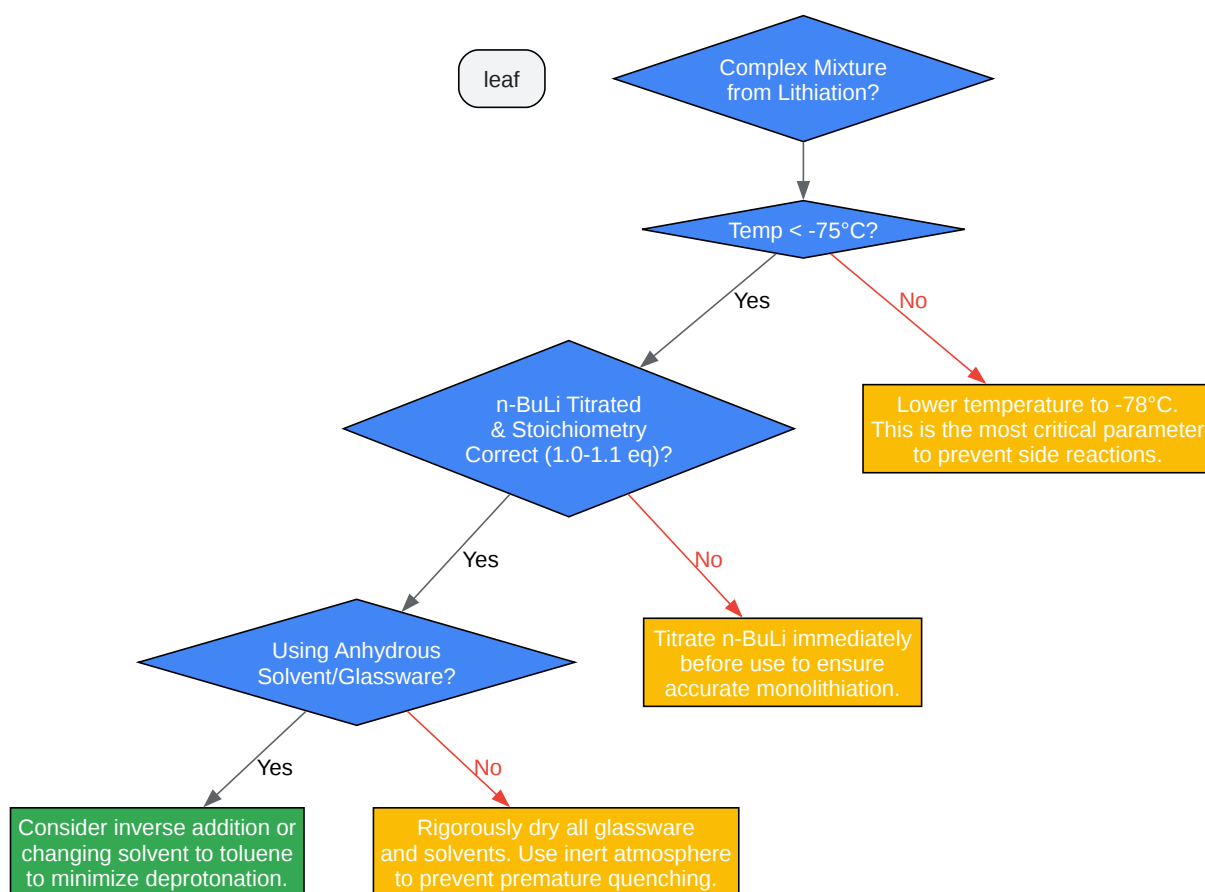 leaf
Complex Mixture
from Lithiation?
Temp < -75°C?
Yes
No
n-BuLi Titrated
& Stoichiometry
Correct (1.0-1.1 eq)?
Lower temperature to -78°C.
This is the most critical parameter
to prevent side reactions.
Yes
No
Using Anhydrous
Solvent/Glassware?
Titrate n-BuLi immediately
before use to ensure
accurate monolithiation.
Yes
No
Consider inverse addition or
changing solvent to toluene
to minimize deprotonation.
Rigorously dry all glassware
and solvents. Use inert atmosphere
to prevent premature quenching.